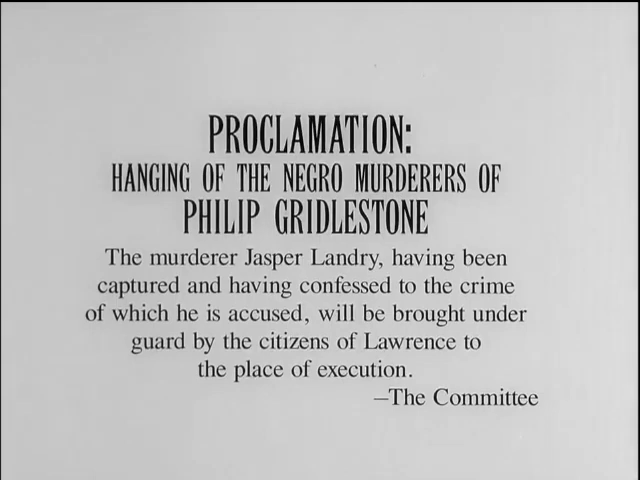 PROCLAMATION:
HANGING OF THE NEGRO MURDERERS OF
PHILIP GRIDLESTONE
The murderer Jasper Landry, having been
captured and having confessed to the crime
of which he is accused, will be brought under
guard by the citizens of Lawrence to
the place of execution.
–The Committee